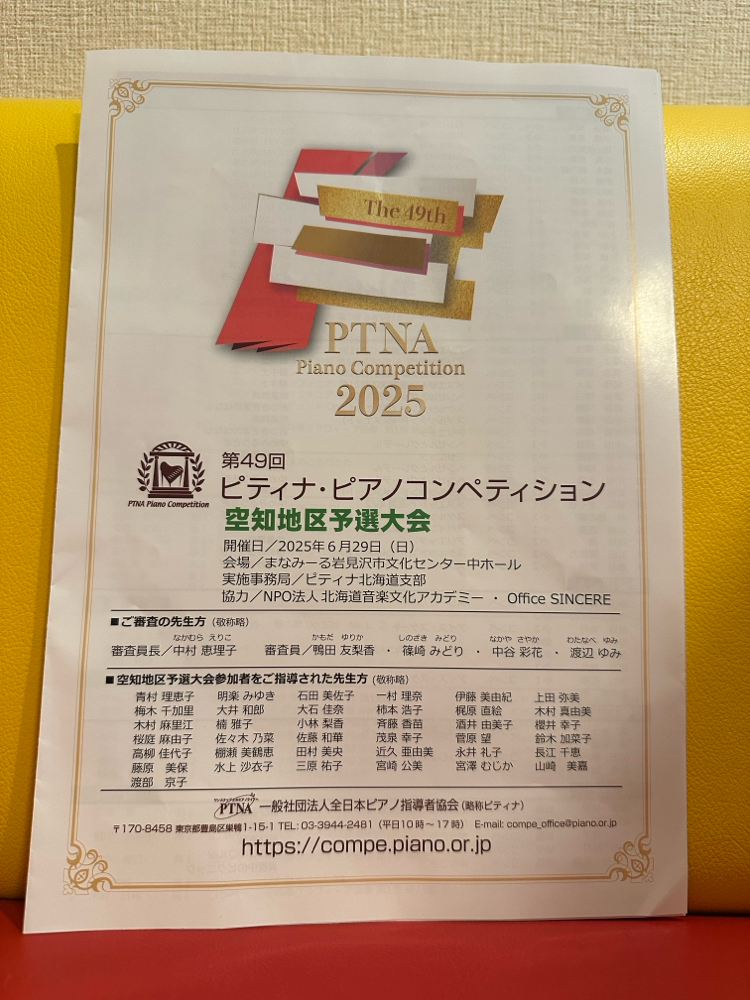 The 49th
PTNA
Piano Competition
2025
PTNA Piano Competition
第49回
ピティナ・ピアノコンペティション
空知地区予選大会
開催日／2025年６月29日（日）
会場／まなみーる岩見沢市文化センター中ホール
実施事務局／ピティナ北海道支部
協力／NPO法人 北海道音楽文化アカデミー ・ Office SINCERE
■ご審査の先生方（敬称略）
なかむら えりこ かもだ ゆりか しのざき みどり なかや さやか わたなべ ゆみ
審査員長／中村 恵理子 審査員／鴨田 友梨香 ・ 篠崎 みどり ・ 中谷 彩花 ・ 渡辺 ゆみ
■空知地区予選大会参加者をご指導された先生方（敬称略）
青村 理恵子 明楽 みゆき 石田 美佐子 一村 理奈 伊藤 美由紀 上田 弥美
梅木 千加里 大井 和郎 大石 佳奈 柿本 浩子 梶原 直絵 木村 真由美
木村 麻里江 楠 雅子 小林 梨香 斉藤 香苗 酒井 由美子 櫻井 幸子
桜庭 麻由子 佐々木 乃菜 佐藤 和華 茂泉 幸子 菅原 望 鈴木 加菜子
高柳 佳代子 棚瀬 美鶴恵 田村 美央 近久 亜由美 永井 礼子 長江 千恵
藤原 美保 水上 沙衣子 三原 祐子 宮崎 公美 宮澤 むじか 山崎 美嘉
渡部 京子
PTNA 一般社団法人全日本ピアノ指導者協会（略称ピティナ）
〒170-8458 東京都豊島区巣鴨1-15-1 TEL: 03-3944-2481（平日10時～17時） E-mail: compe_office@piano.or.jp
https://compe.piano.or.jp